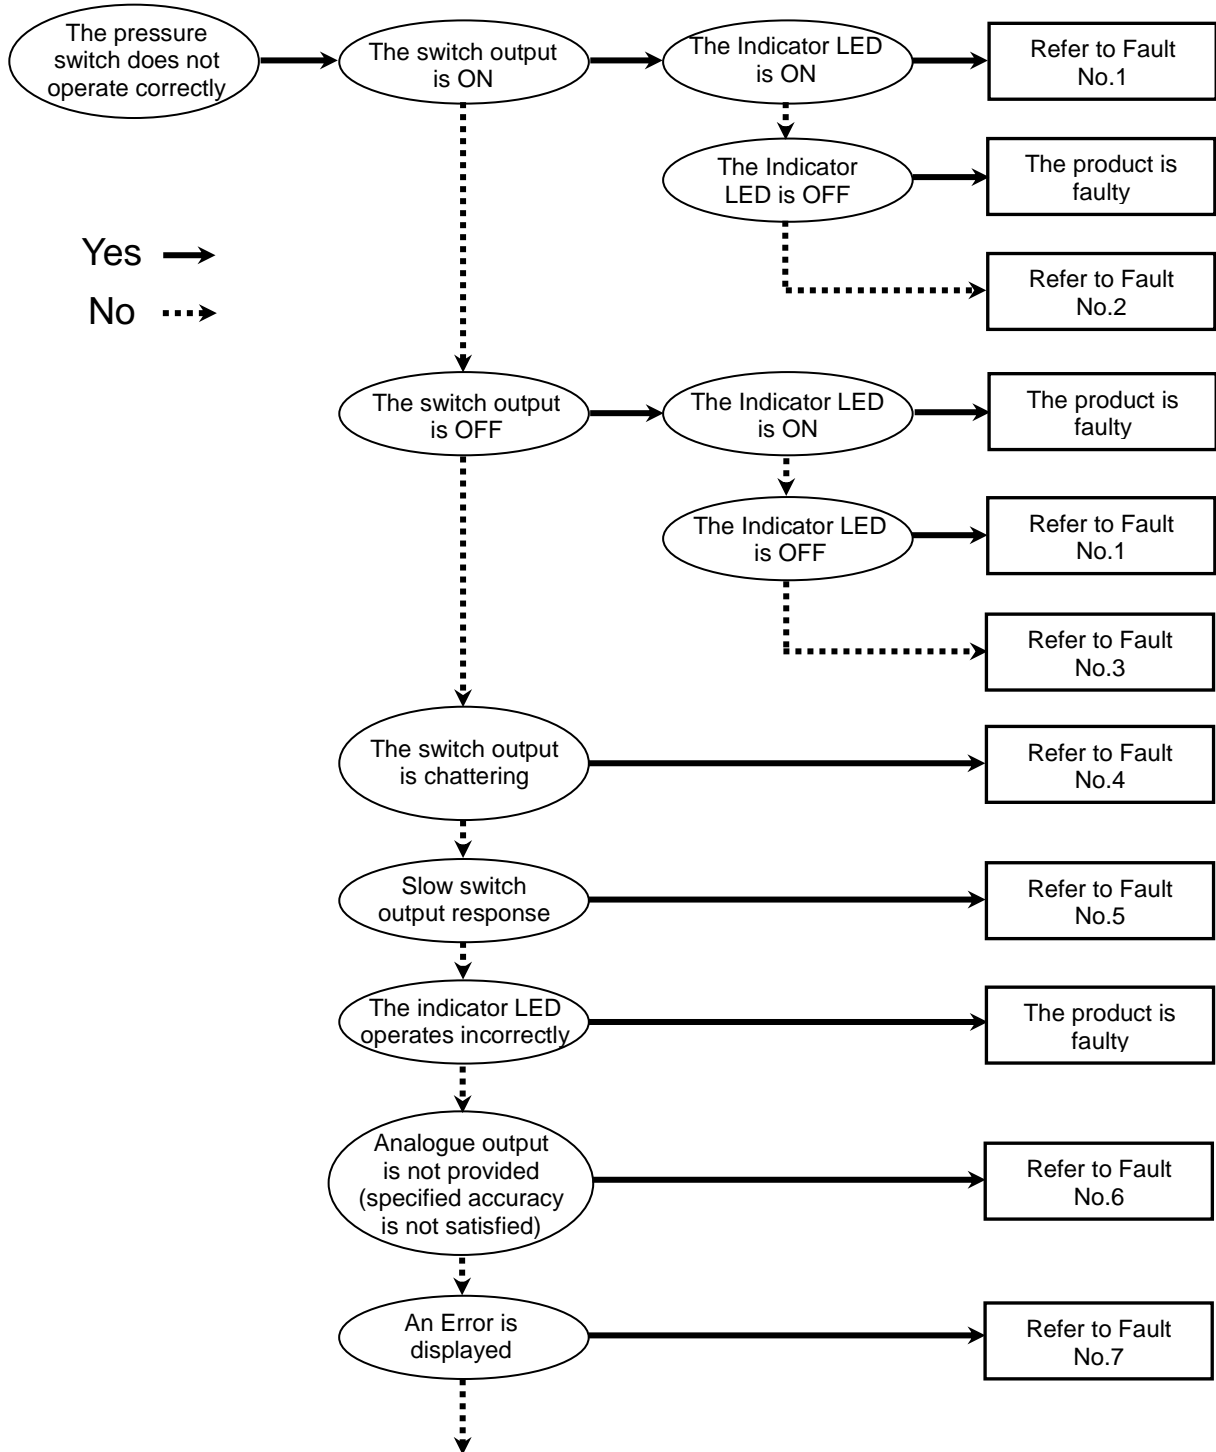 The pressure
switch does not
operate correctly
The switch output
is ON
The Indicator LED
is ON
Refer to Fault
No.1
The Indicator
LED is OFF
The product is
faulty
Yes
No
Refer to Fault
No.2
The switch output
is OFF
The Indicator LED
is ON
The product is
faulty
The Indicator LED
is OFF
Refer to Fault
No.1
Refer to Fault
No.3
The switch output
is chattering
Refer to Fault
No.4
Slow switch
output response
Refer to Fault
No.5
The indicator LED
operates incorrectly
The product is
faulty
Analogue output
is not provided
(specified accuracy
is not satisfied)
Refer to Fault
No.6
An Error is
displayed
Refer to Fault
No.7